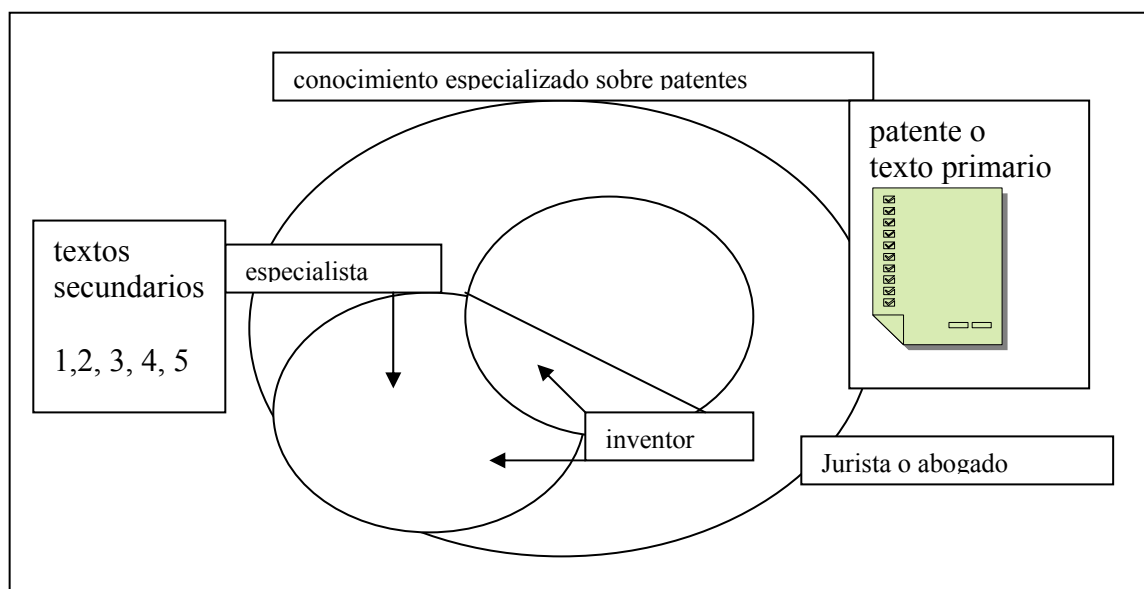 conocimiento especializado sobre patentes
patente o
texto primario
textos
secundarios
1,2, 3, 4, 5
especialista
inventor
Jurista o abogado